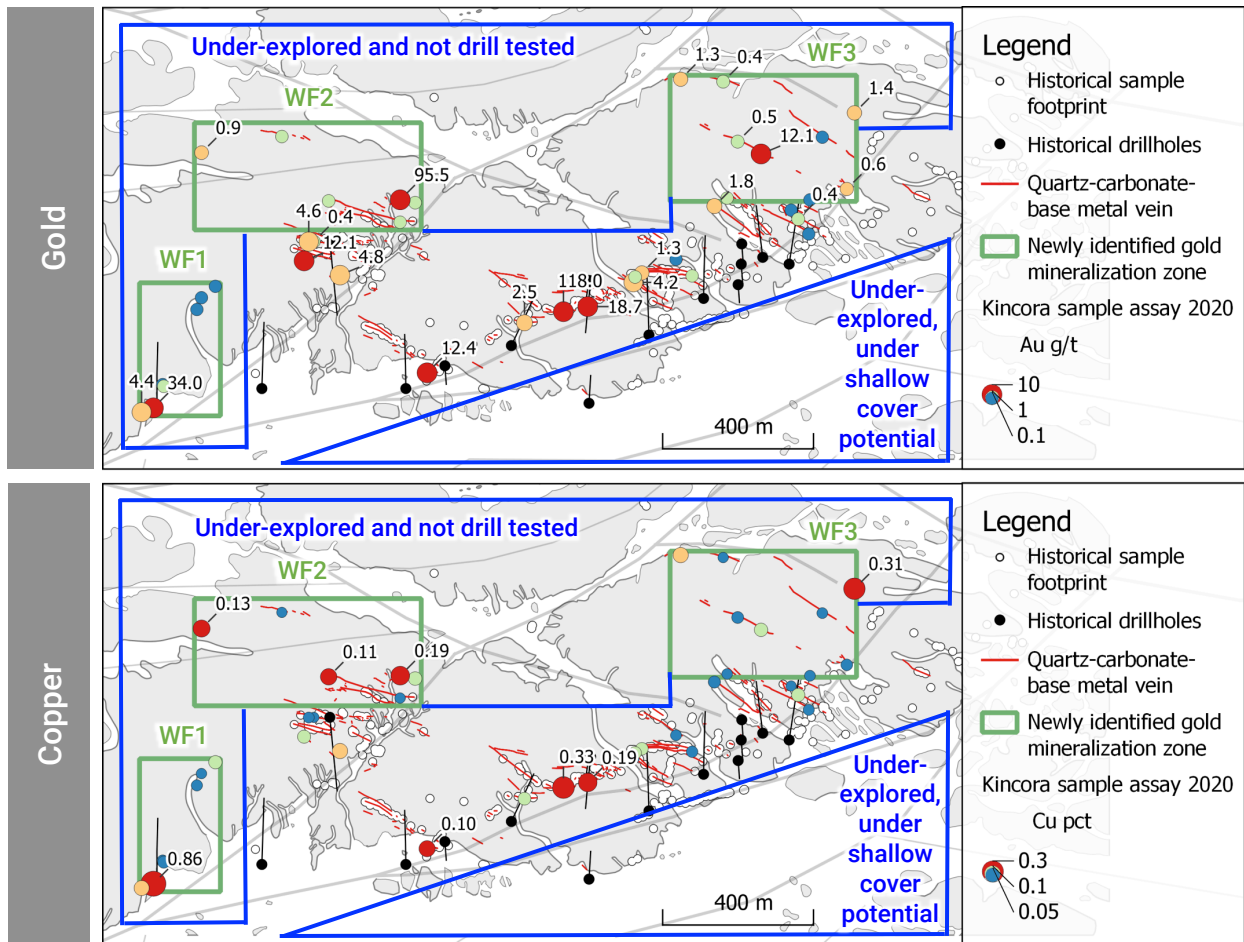 Gold
Under-explored and not drill tested
WF3
1.3
0.4
WF2
1.4
0.9
0.5
12.1
95.5
0.6
1.8
0.4
4.6
0.4
12.1
4.8
1.3
WF1
4.2
118.0
2.5
18.7
Under-
explored,
under
shallow
cover
potential
12.4
4.4
34.0
400 m
Legend
Historical sample
footprint
Historical drillholes
Quartz-carbonate-
base metal vein
Newly identified gold
mineralization zone
Kincora sample assay 2020
Au g/t
10
1
0.1
Copper
Under-explored and not drill tested
WF3
WF2
0.31
0.13
0.11
0.19
WF1
0.33
0.19
Under-
explored,
under
shallow
cover
potential
0.10
0.86
400 m
Legend
Historical sample
footprint
Historical drillholes
Quartz-carbonate-
base metal vein
Newly identified gold
mineralization zone
Kincora sample assay 2020
Cu pct
0.3
0.1
0.05